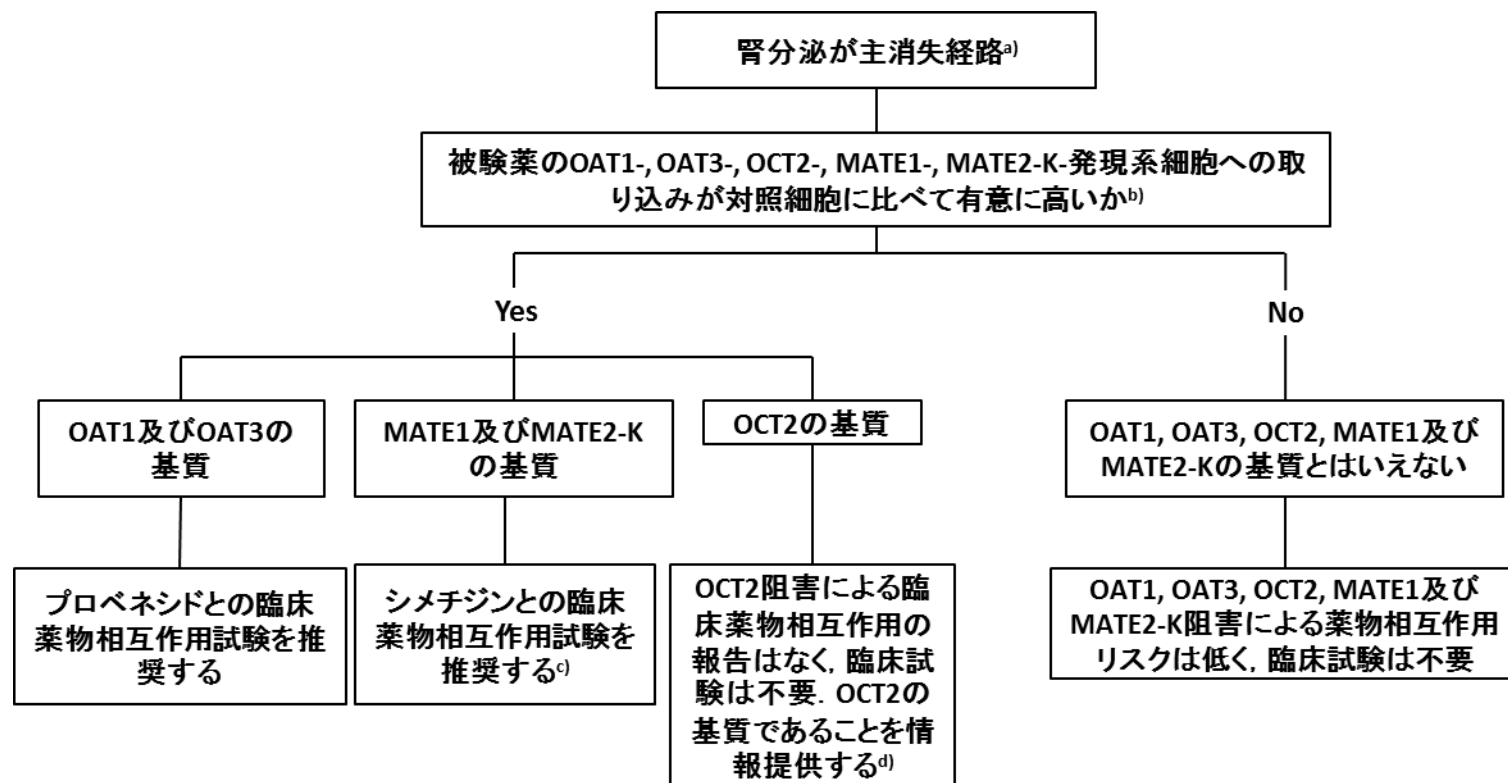 腎分泌が主消失経路a)
被験薬のOAT1-, OAT3-, OCT2-, MATE1-, MATE2-K-発現系細胞への取
り込みが対照細胞に比べて有意に高いかb)
Yes
No
OAT1及びOAT3の
基質
MATE1及びMATE2-K
の基質
OCT2の基質
OAT1, OAT3, OCT2, MATE1及び
MATE2-Kの基質とはいえない
プロベネシドとの臨床
薬物相互作用試験を推
奨する
シメチジンとの臨床
薬物相互作用試験を
推奨するc)
OCT2阻害による臨
床薬物相互作用の
報告はなく, 臨床試
験は不要. OCT2の
基質であることを情
報提供するd)
OAT1, OAT3, OCT2, MATE1及び
MATE2-K阻害による薬物相互作用
リスクは低く, 臨床試験は不要